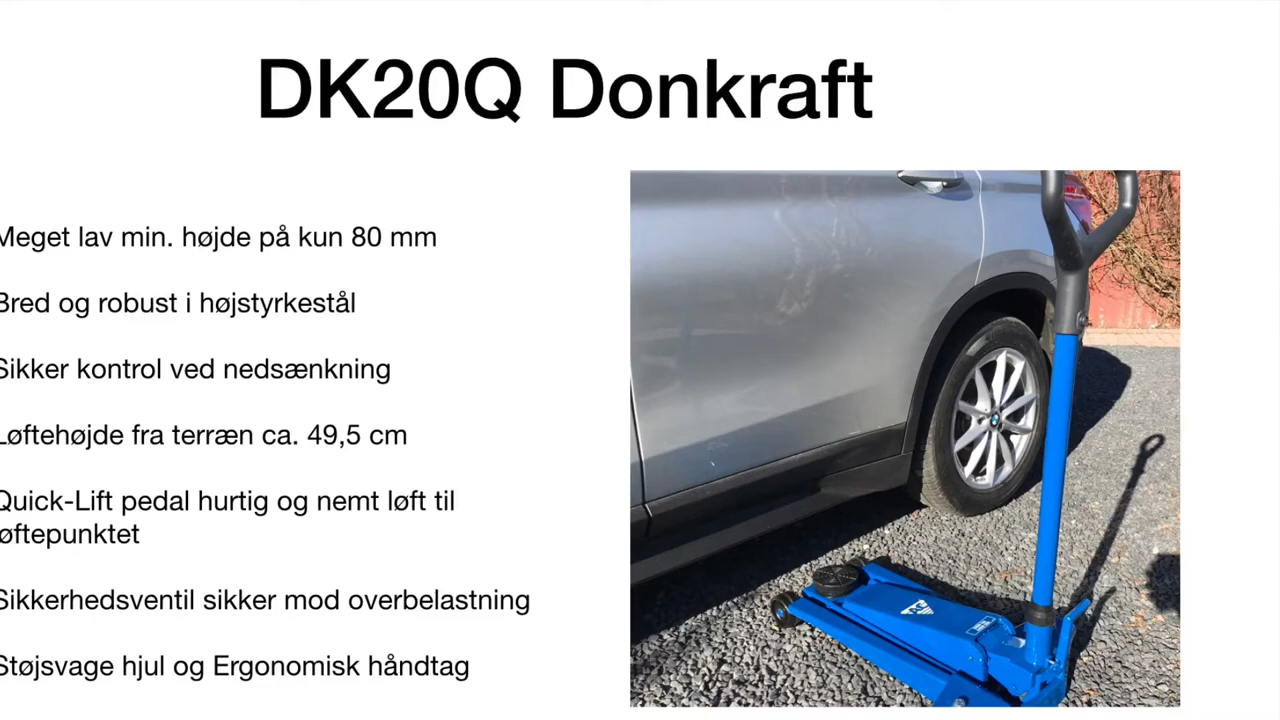 DK20Q Donkraft
Meget lav min. højde på kun 80 mm
Bred og robust i højstyrkestål
Sikker kontrol ved nedsænkning
Løftehøjde fra terræn ca. 49,5 cm
Quick-Lift pedal hurtig og nemt løft til
løftepunktet
Sikkerhedsventil sikker mod overbelastning
Støjsvage hjul og Ergonomisk håndtag